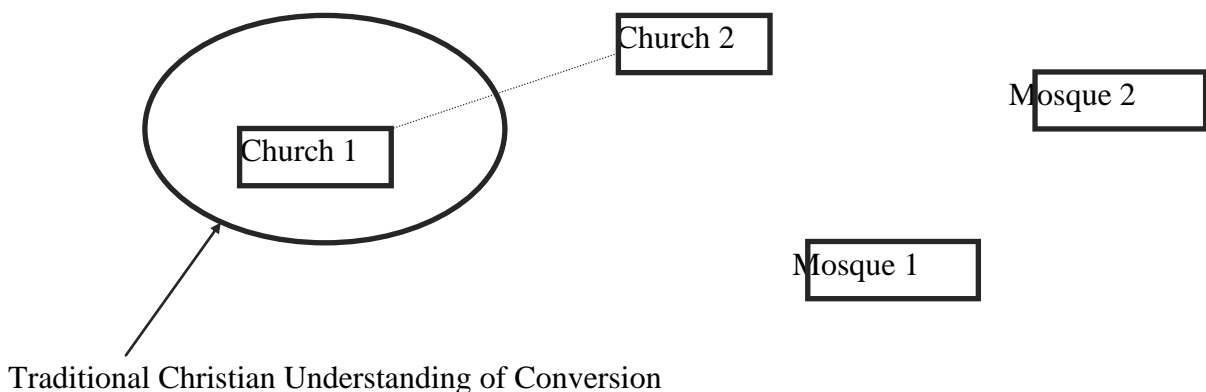 Church 2
Mosque 2
Church 1
Mosque 1
Traditional Christian Understanding of Conversion